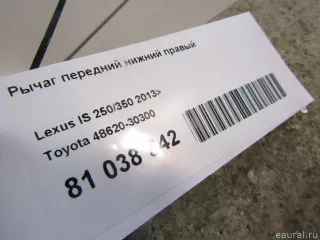 Рычаг передний нижний правый
Lexus IS 250/350 2013>
Toyota 48620-30300
81 038
eaural.ru